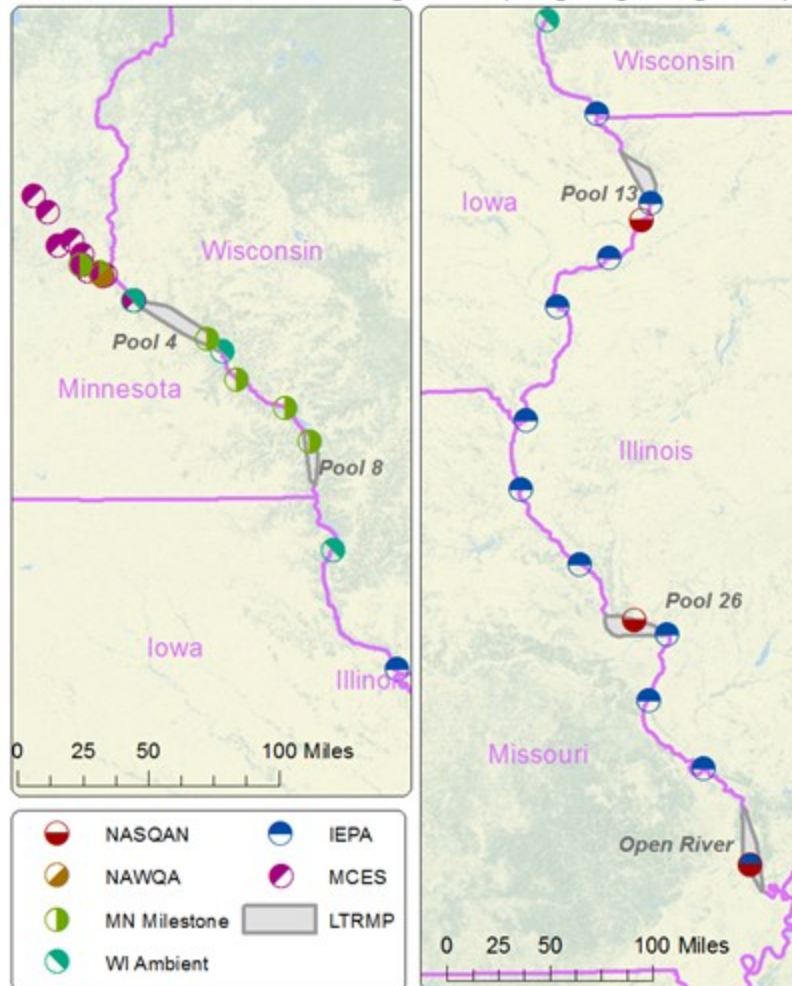 Wisconsin
Pool 4
Minnesota
Pool 8
Iowa
Illinoi
0 25 50 100 Miles
NASQAN
IEPA
NAWQA
MCES
MN Milestone
LTRMP
WI Ambient
Wisconsin
Pool 13
Iowa
Illinois
Pool 26
Missouri
Open River
0 25 50 100 Miles